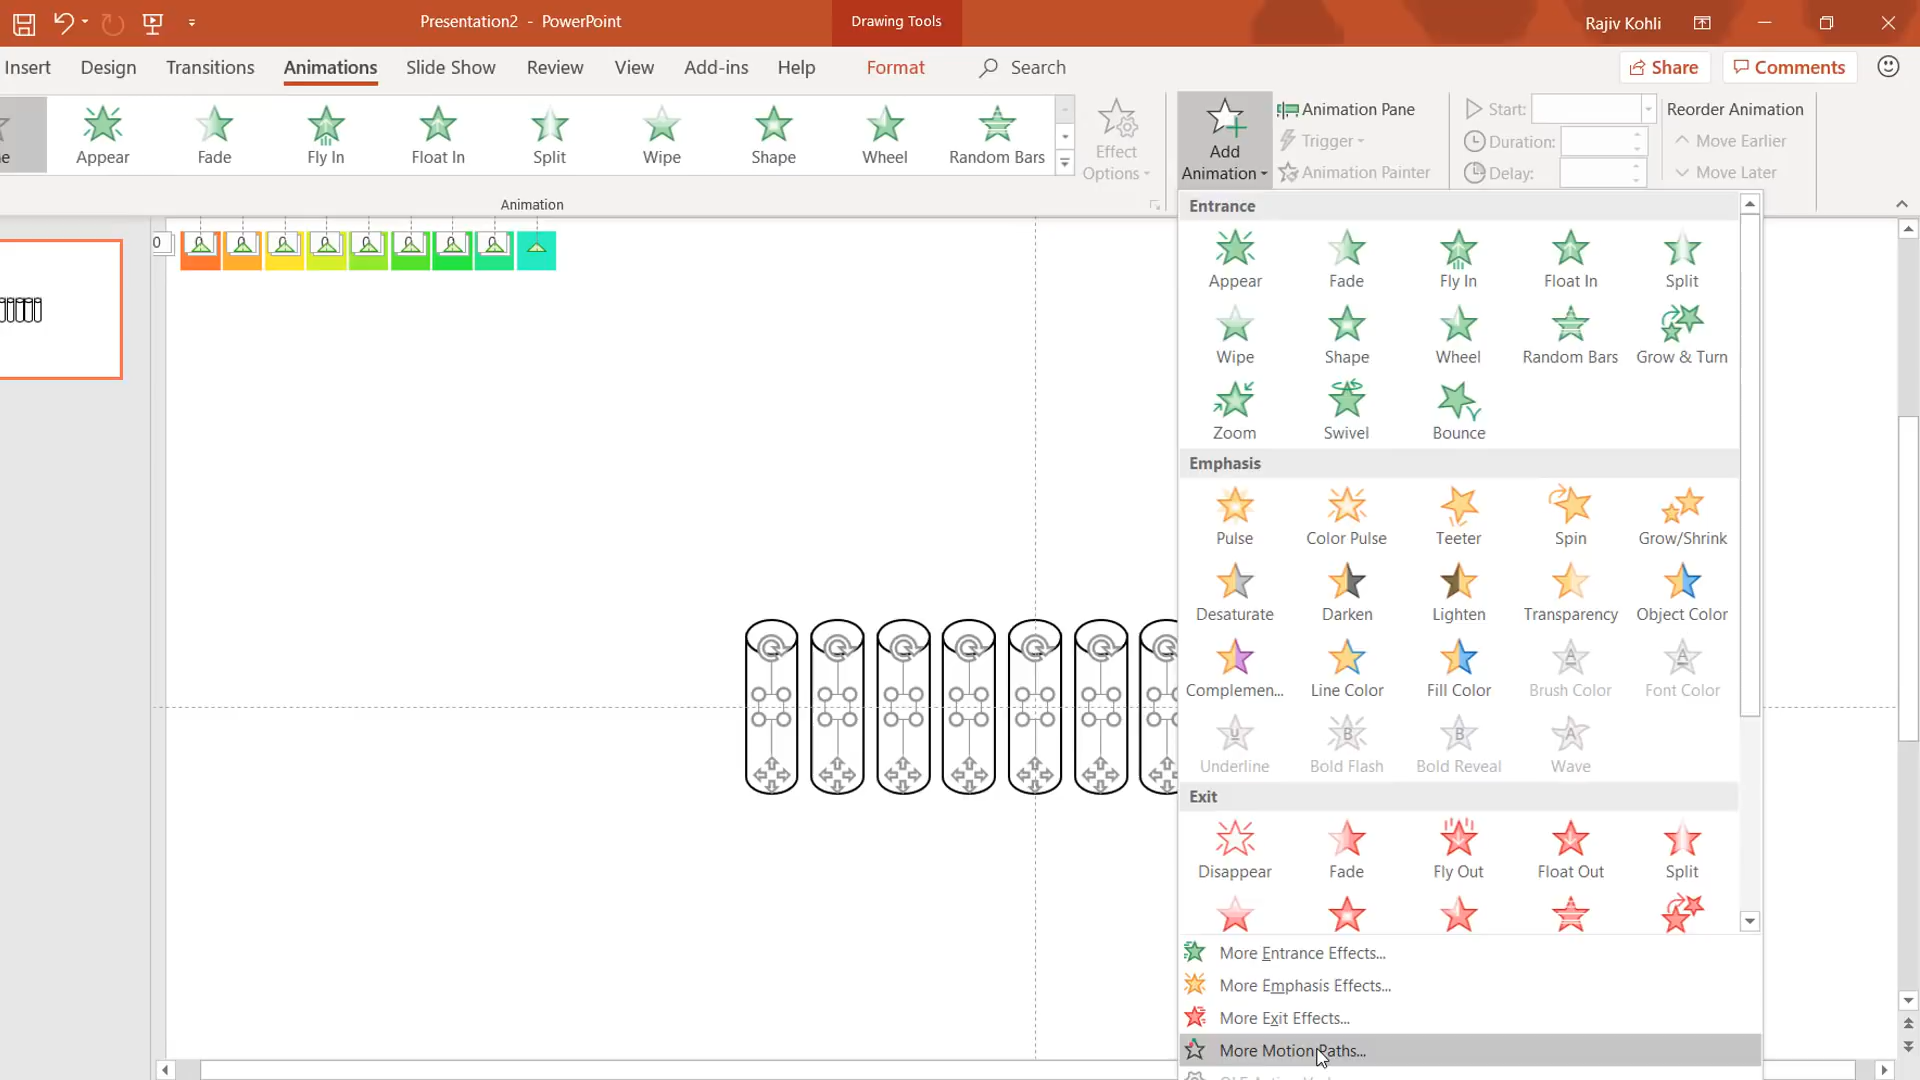 Presentation2 - PowerPoint
Drawing Tools
Rajiv Kohli
Insert
Design
Transitions
Animations
Slide Show
Review
View
Add-ins
Help
Format
Search
Share
Comments
Appear
Fade
Fly In
Float In
Split
Wipe
Shape
Wheel
Random Bars
Effect
Options
Add
Animation
Animation Pane
Trigger
Animation Painter
Start:
Duration:
Delay:
Reorder Animation
Move Earlier
Move Later
Animation
0
Entrance
Appear
Fade
Fly In
Float In
Split
Wipe
Shape
Wheel
Random Bars
Grow & Turn
Zoom
Swivel
Bounce
Emphasis
Pulse
Color Pulse
Teeter
Spin
Grow/Shrink
Desaturate
Darken
Lighten
Transparency
Object Color
Complemen...
Line Color
Fill Color
Brush Color
Font Color
Underline
Bold Flash
Bold Reveal
Wave
Exit
Disappear
Fade
Fly Out
Float Out
Split
More Entrance Effects...
More Emphasis Effects...
More Exit Effects...
More Motion Paths...